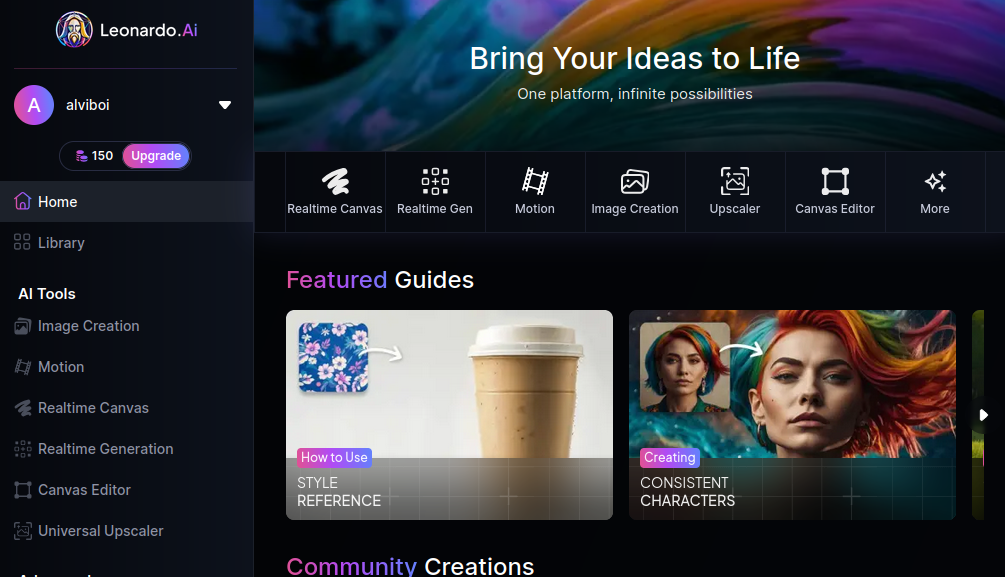 Leonardo.Ai
A
alviboi
150
Upgrade
Home
Library
AI Tools
Image Creation
Motion
Realtime Canvas
Realtime Generation
Canvas Editor
Universal Upscaler
Bring Your Ideas to Life
One platform, infinite possibilities
Realtime Canvas
Realtime Gen
Motion
Image Creation
Upscaler
Canvas Editor
More
Featured Guides
How to Use
STYLE
REFERENCE
Creating
CONSISTENT
CHARACTERS
Community Creations